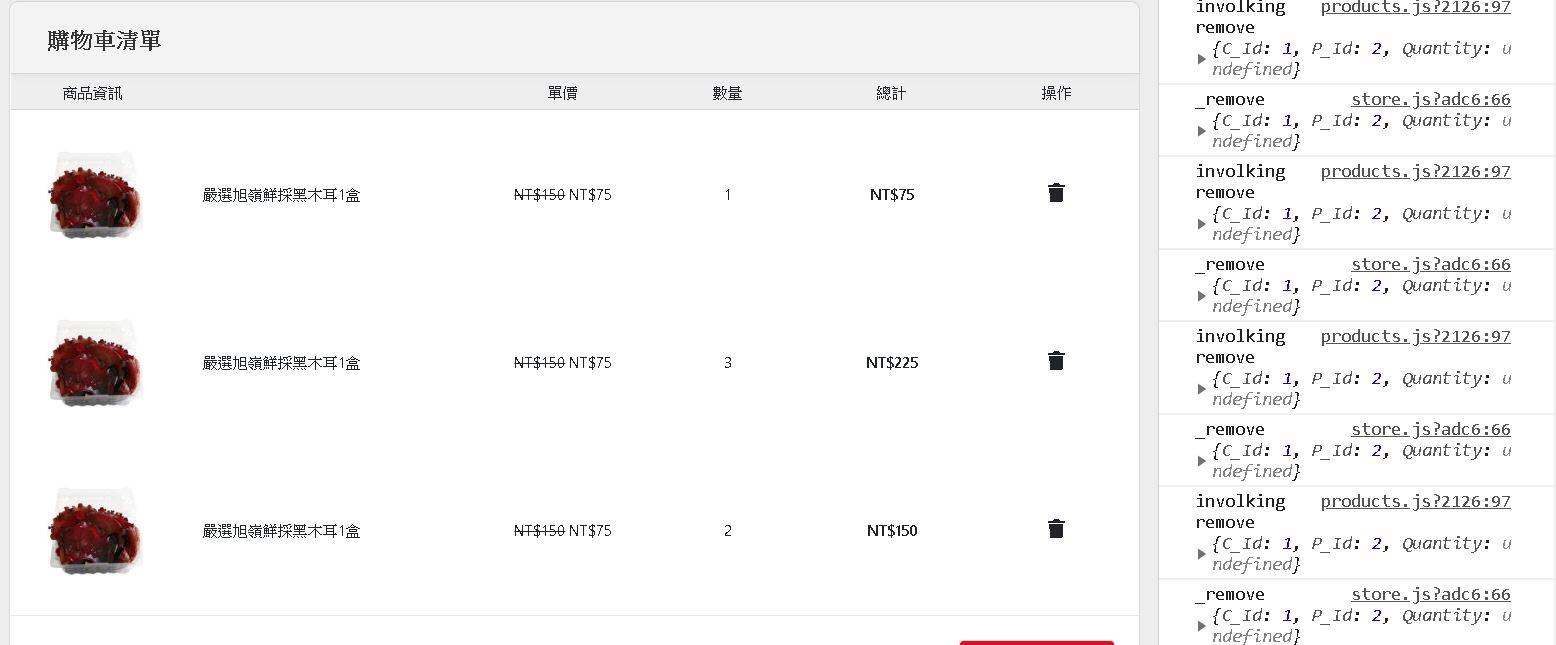 購物車清單
商品資訊 單價 數量 總計 操作
嚴選旭嶺鮮採黑木耳1盒 NT$150 NT$75 1 NT$75
嚴選旭嶺鮮採黑木耳1盒 NT$150 NT$75 3 NT$225
嚴選旭嶺鮮採黑木耳1盒 NT$150 NT$75 2 NT$150
involking products.js?2126:97
remove
{C_Id: 1, P_Id: 2, Quantity: u
ndefined}
_remove store.js?adc6:66
{C_Id: 1, P_Id: 2, Quantity: u
ndefined}
involking products.js?2126:97
remove
{C_Id: 1, P_Id: 2, Quantity: u
ndefined}
_remove store.js?adc6:66
{C_Id: 1, P_Id: 2, Quantity: u
ndefined}
involking products.js?2126:97
remove
{C_Id: 1, P_Id: 2, Quantity: u
ndefined}
_remove store.js?adc6:66
{C_Id: 1, P_Id: 2, Quantity: u
ndefined}
involking products.js?2126:97
remove
{C_Id: 1, P_Id: 2, Quantity: u
ndefined}
_remove store.js?adc6:66
{C_Id: 1, P_Id: 2, Quantity: u
ndefined}